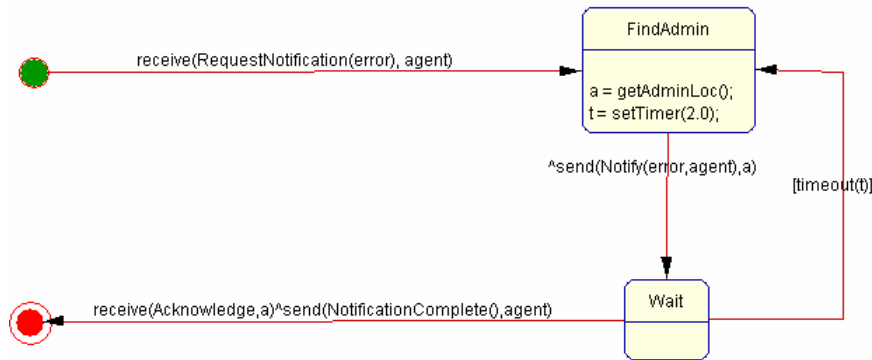 FindAdmin
receive(RequestNotification(error), agent)
a = getAdminLoc();
t = setTimer(2.0);
^send(Notify(error,agent),a)
[timeout(t)]
Wait
receive(Acknowledge,a)^send(NotificationComplete(),agent)